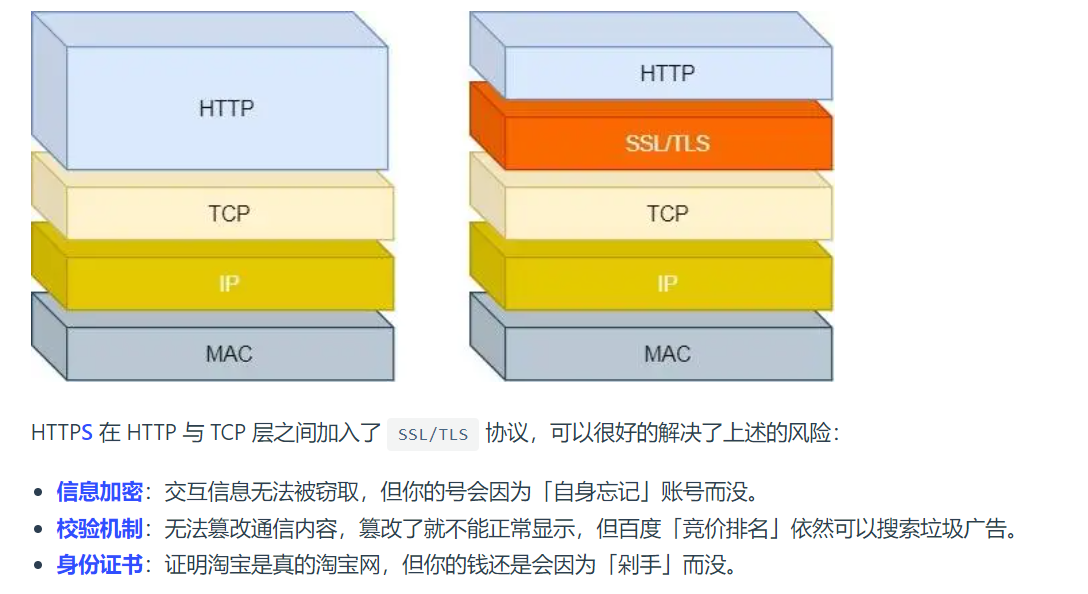 HTTP
TCP
IP
MAC
HTTP
SSL/TLS
TCP
IP
MAC
HTTPS 在 HTTP 与 TCP 层之间加入了 SSL/TLS 协议，可以很好的解决了上述的风险：
信息加密：交互信息无法被窃取，但你的号会因为「自身忘记」账号而没。
校验机制：无法篡改通信内容，篡改了就不能正常显示，但百度「竞价排名」依然可以搜索垃圾广告。
身份证书：证明淘宝是真的淘宝网，但你的钱还是会因为「剁手」而没。